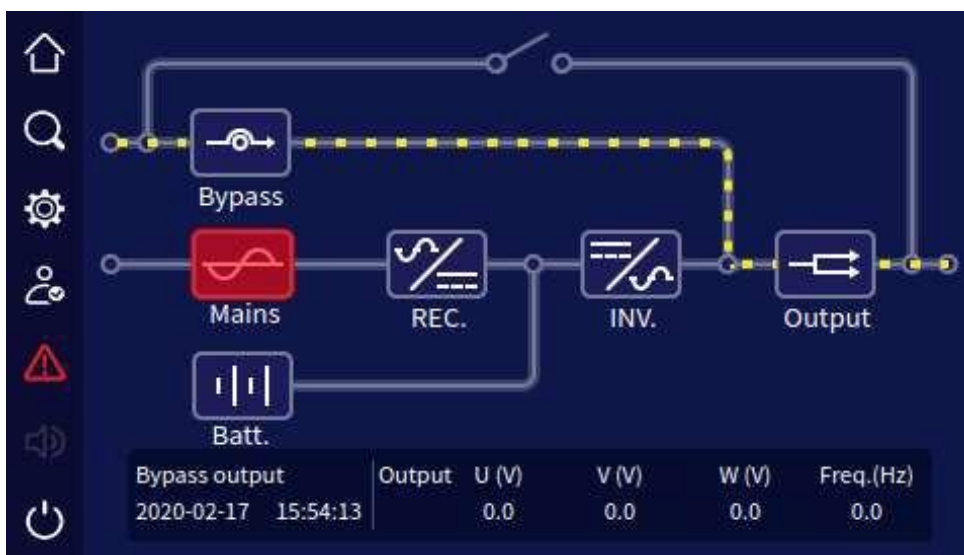 Bypass
Mains
REC.
INV.
Output
Batt.
Bypass output
2020-02-17 15:54:13
Output U (V) V (V) W (V) Freq.(Hz)
0.0 0.0 0.0 0.0